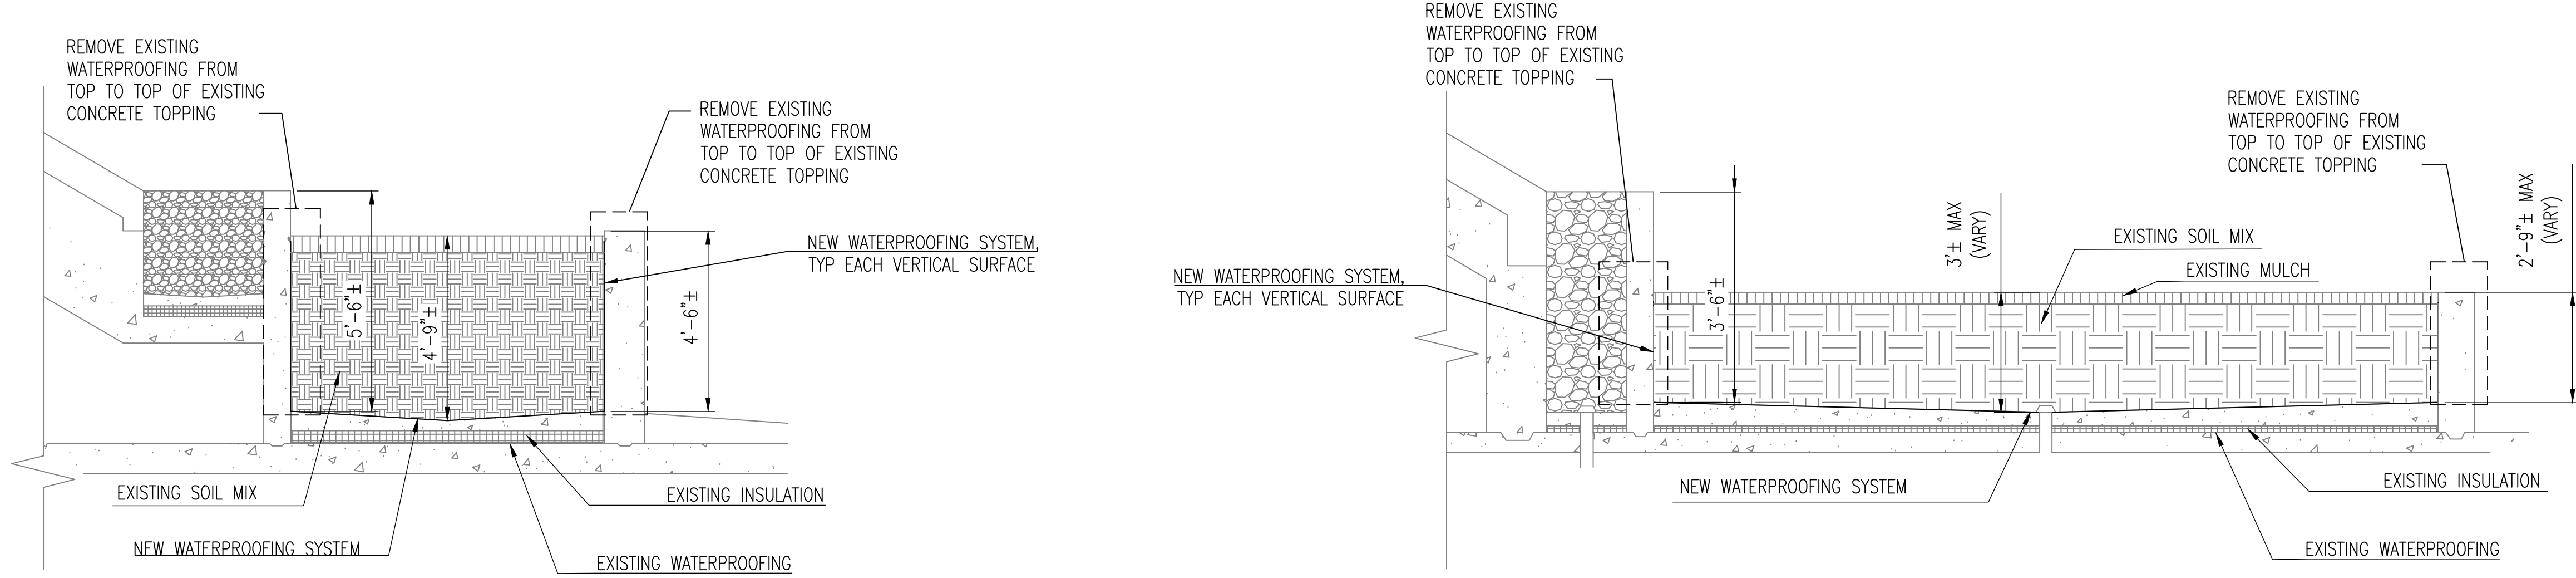 REMOVE EXISTING
WATERPROOFING FROM
TOP TO TOP OF EXISTING
CONCRETE TOPPING
REMOVE EXISTING
WATERPROOFING FROM
TOP TO TOP OF EXISTING
CONCRETE TOPPING
NEW WATERPROOFING SYSTEM,
TYP EACH VERTICAL SURFACE
5'-6"±
4'-9"±
4'-6"±
EXISTING SOIL MIX
EXISTING INSULATION
NEW WATERPROOFING SYSTEM
EXISTING WATERPROOFING
REMOVE EXISTING
WATERPROOFING FROM
TOP TO TOP OF EXISTING
CONCRETE TOPPING
REMOVE EXISTING
WATERPROOFING FROM
TOP TO TOP OF EXISTING
CONCRETE TOPPING
NEW WATERPROOFING SYSTEM,
TYP EACH VERTICAL SURFACE
3'-6"±
3'± MAX
(VARY)
EXISTING SOIL MIX
EXISTING MULCH
2'-9"± MAX
(VARY)
NEW WATERPROOFING SYSTEM
EXISTING INSULATION
EXISTING WATERPROOFING